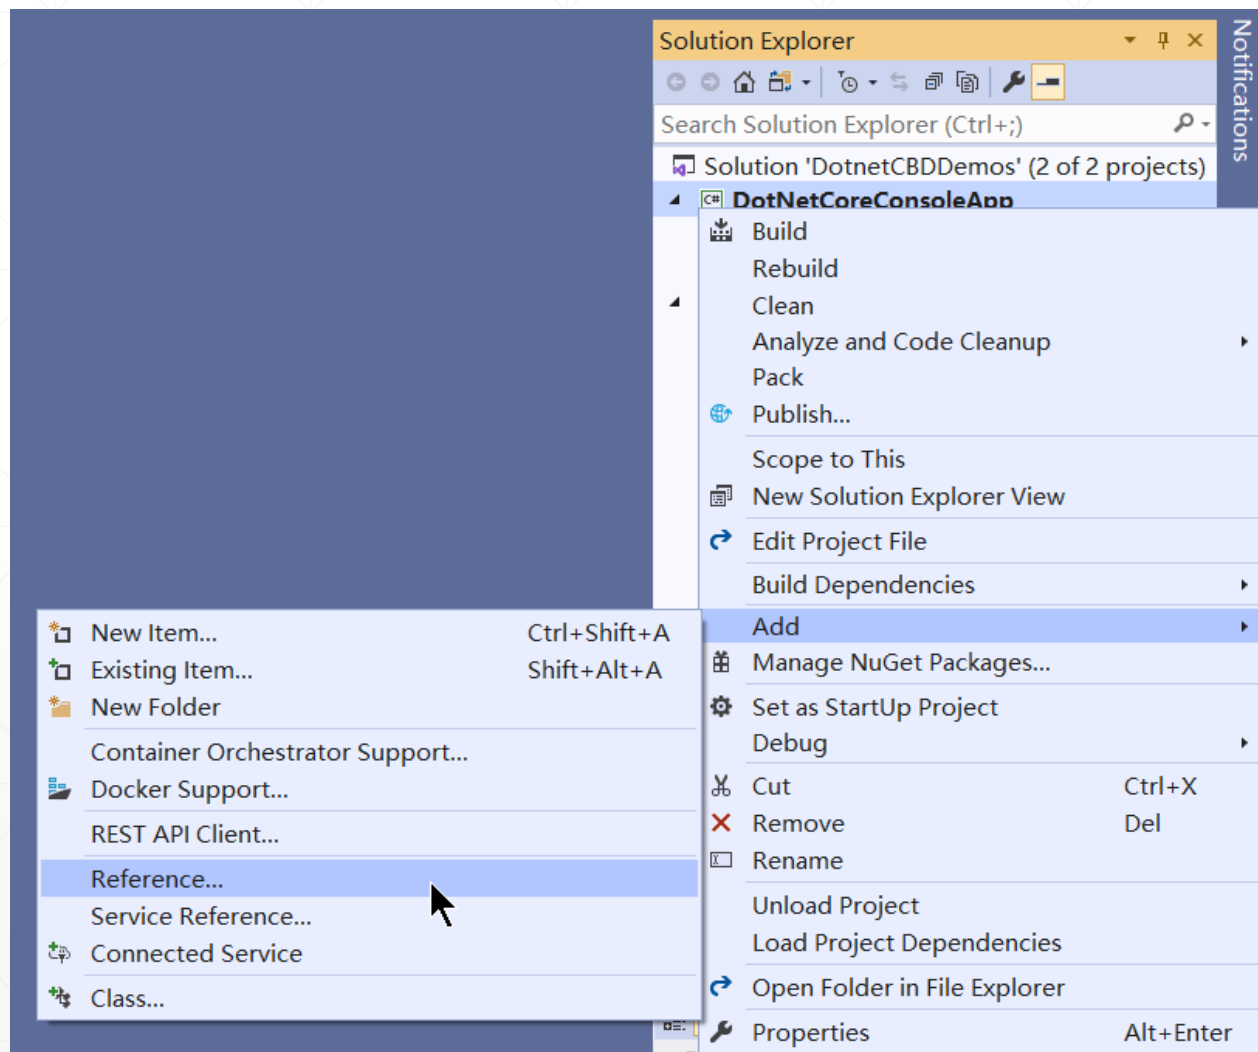 Solution Explorer
Notifications
Search Solution Explorer (Ctrl+;)
Solution 'DotnetCBDDemos' (2 of 2 projects)
C# DotNetCoreConsoleApp
Build
Rebuild
Clean
Analyze and Code Cleanup
Pack
Publish...
Scope to This
New Solution Explorer View
Edit Project File
Build Dependencies
Add
Manage NuGet Packages...
Set as StartUp Project
Debug
Cut Ctrl+X
Remove Del
Rename
Unload Project
Load Project Dependencies
Open Folder in File Explorer
Properties Alt+Enter
New Item... Ctrl+Shift+A
Existing Item... Shift+Alt+A
New Folder
Container Orchestrator Support...
Docker Support...
REST API Client...
Reference...
Service Reference...
Connected Service
Class...